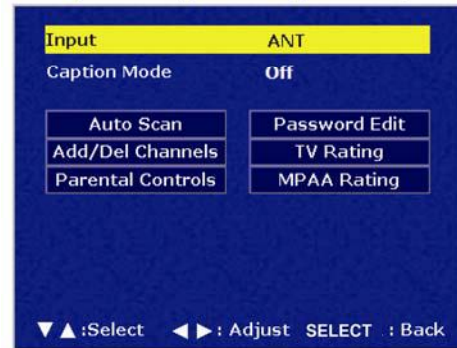 Input ANT
Caption Mode Off
Auto Scan Password Edit
Add/Del Channels TV Rating
Parental Controls MPAA Rating
▼ ▲ :Select ◀ ▶ : Adjust SELECT : Back